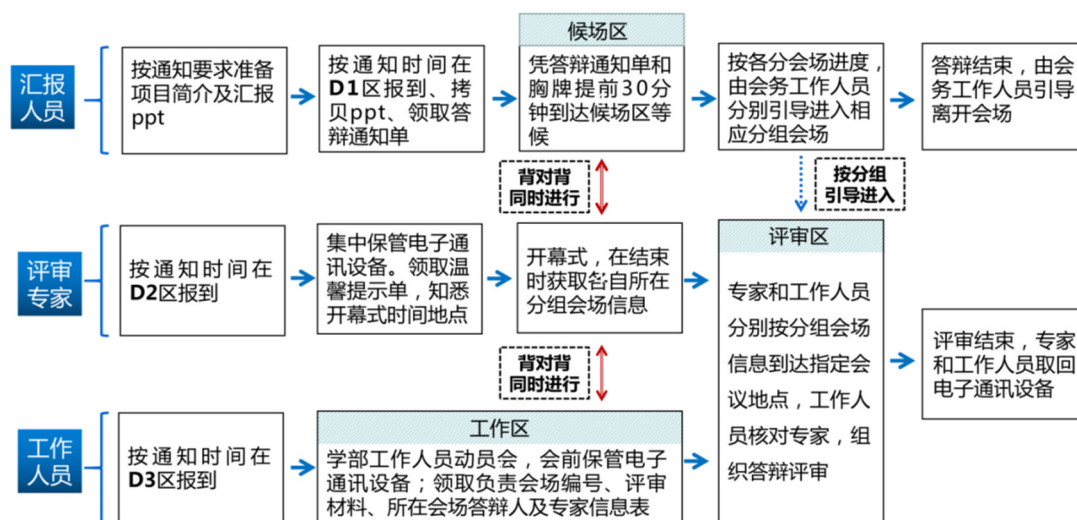 汇报
人员
按通知要求准备
项目简介及汇报
ppt
按通知时间在
D1区报到、拷
贝ppt、领取答
辩通知单
候场区
凭答辩通知单和
胸牌提前30分
钟到达候场区等
候
按各分会场进度，
由会务工作人员
分别引导进入相
应分组会场
答辩结束，由会
务工作人员引导
离开会场
背对背
同时进行
按分组
引导进入
评审
专家
按通知时间在
D2区报到
集中保管电子通
讯设备。领取温
馨提示单，知悉
开幕式时间地点
开幕式，在结束
时获取各自所在
分组会场信息
评审区
专家和工作人员
分别按分组会场
信息到达指定会
议地点，工作人
员核对专家，组
织答辩评审
评审结束，专家
和工作人员取回
电子通讯设备
背对背
同时进行
工作
人员
按通知时间在
D3区报到
工作区
学部工作人员动员会，会前保管电子
通讯设备；领取负责会场编号、评审
材料、所在会场答辩人及专家信息表